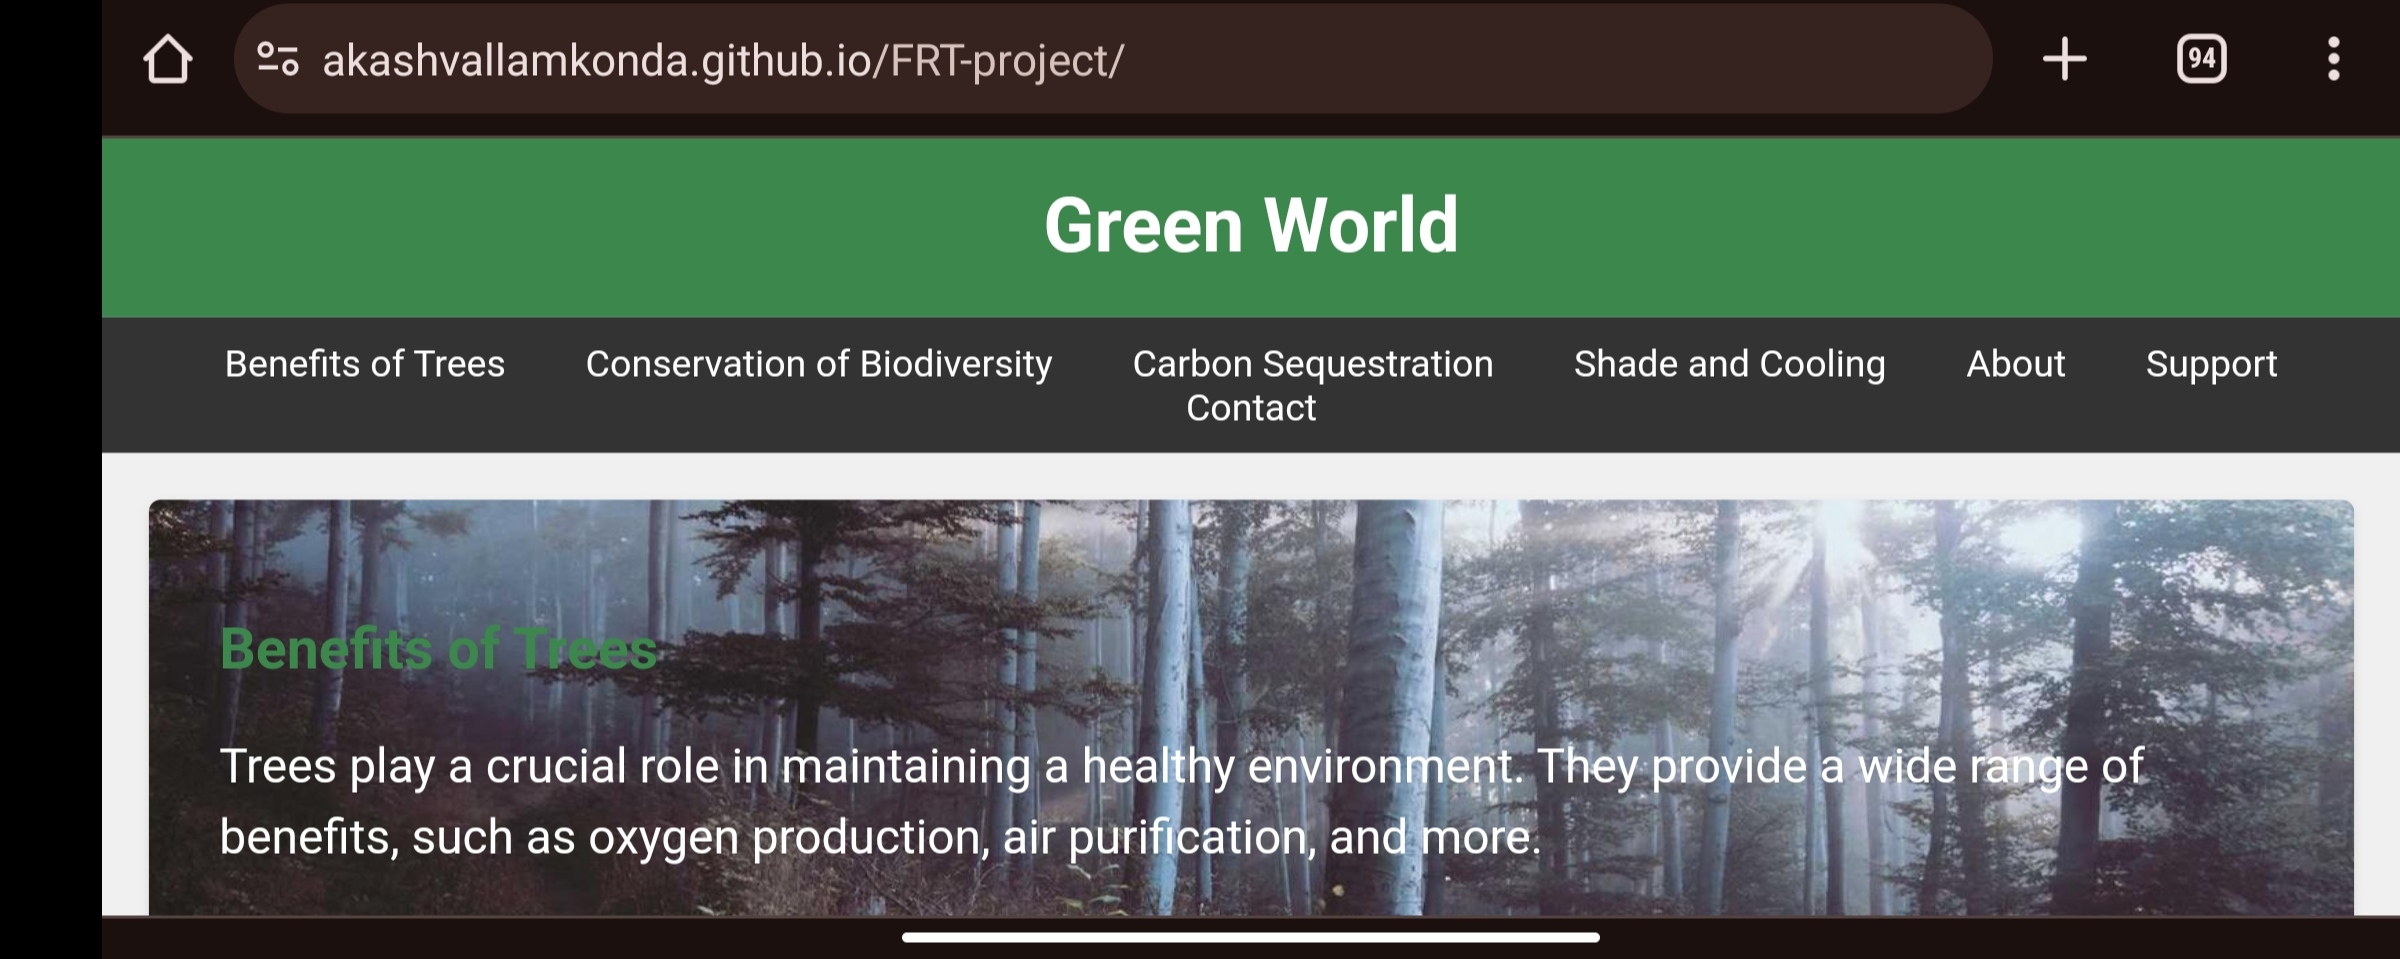 akashvallamkonda.github.io/FRT-project/
94
Green World
Benefits of Trees Conservation of Biodiversity Carbon Sequestration Shade and Cooling About Support
Contact
Benefits of Trees
Trees play a crucial role in maintaining a healthy environment. They provide a wide range of
benefits, such as oxygen production, air purification, and more.